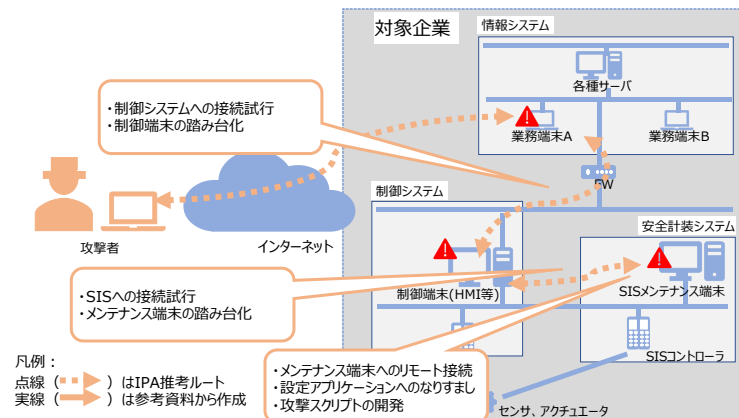 対象企業
情報システム
各種サーバ
・制御システムへの接続試行
・制御端末の踏み台化
業務端末A
業務端末B
FW
制御システム
攻撃者
インターネット
安全計装システム
・SISへの接続試行
・メンテナンス端末の踏み台化
制御端末(HMI等)
SISメンテナンス端末
SISコントローラ
凡例：
点線（ ）はIPA推考ルート
実線（ ）は参考資料から作成
・メンテナンス端末へのリモート接続
・設定アプリケーションへのなりすまし
・攻撃スクリプトの開発
センサ、アクチュエータ